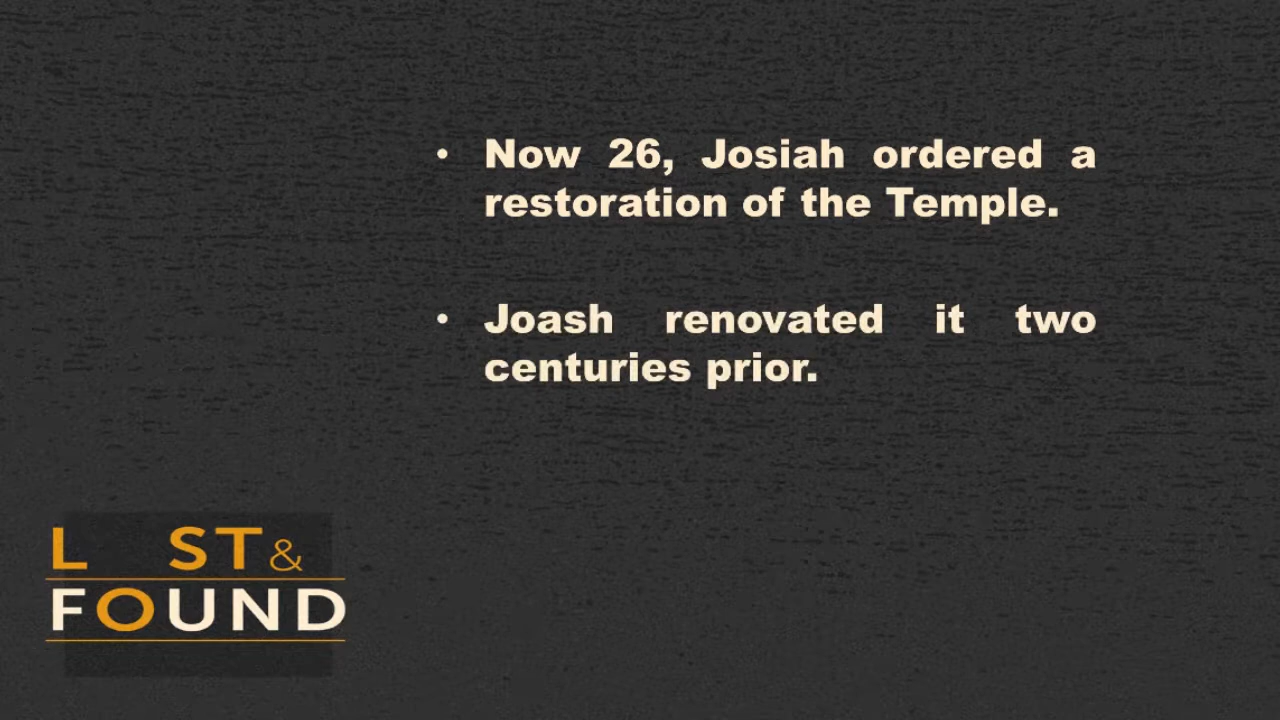 • Now 26, Josiah ordered a
restoration of the Temple.
• Joash renovated it two
centuries prior.
L ST&
FOUND